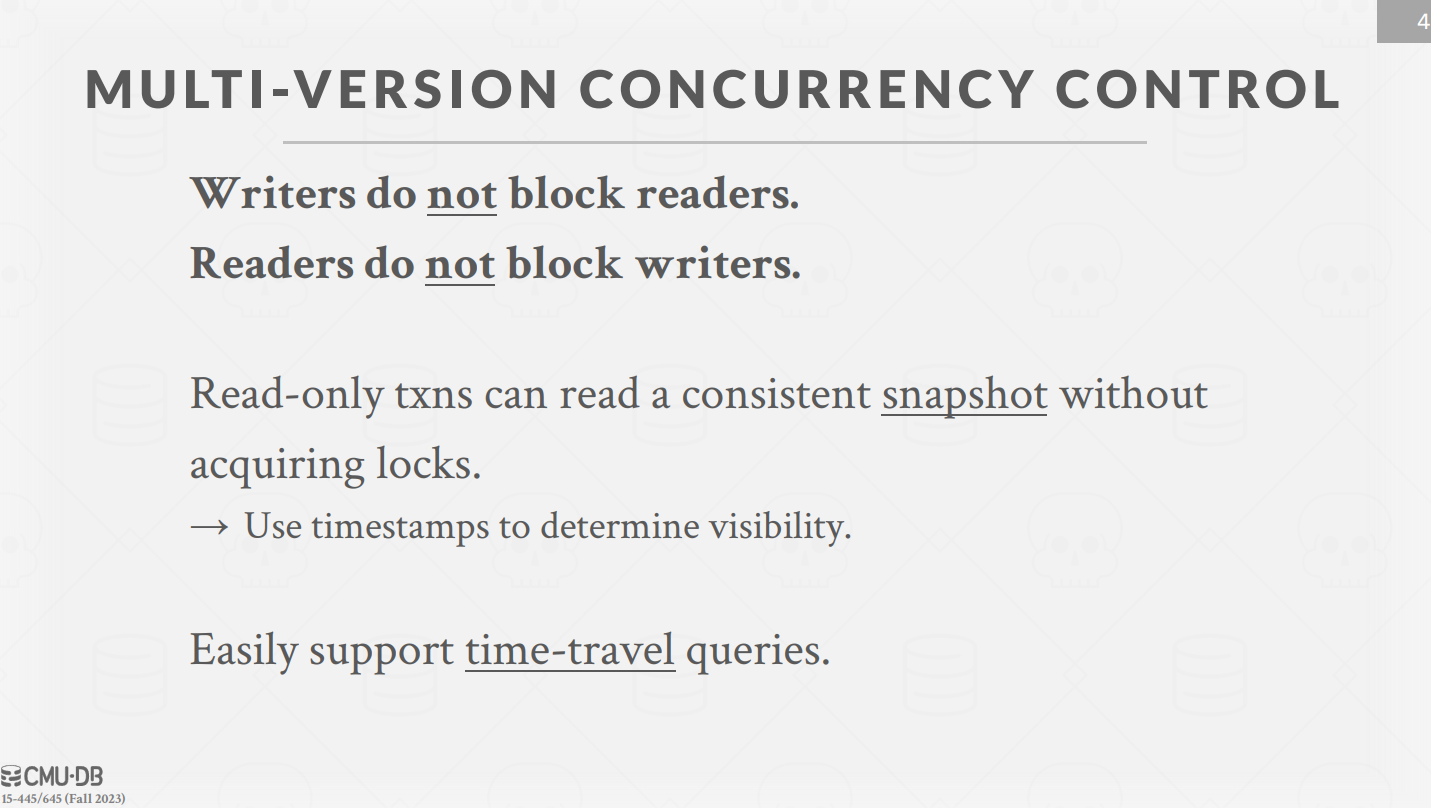 4
MULTI-VERSION CONCURRENCY CONTROL
Writers do not block readers.
Readers do not block writers.
Read-only txns can read a consistent snapshot without
acquiring locks.
→ Use timestamps to determine visibility.
Easily support time-travel queries.
CMU·DB
15-445/645 (Fall 2023)